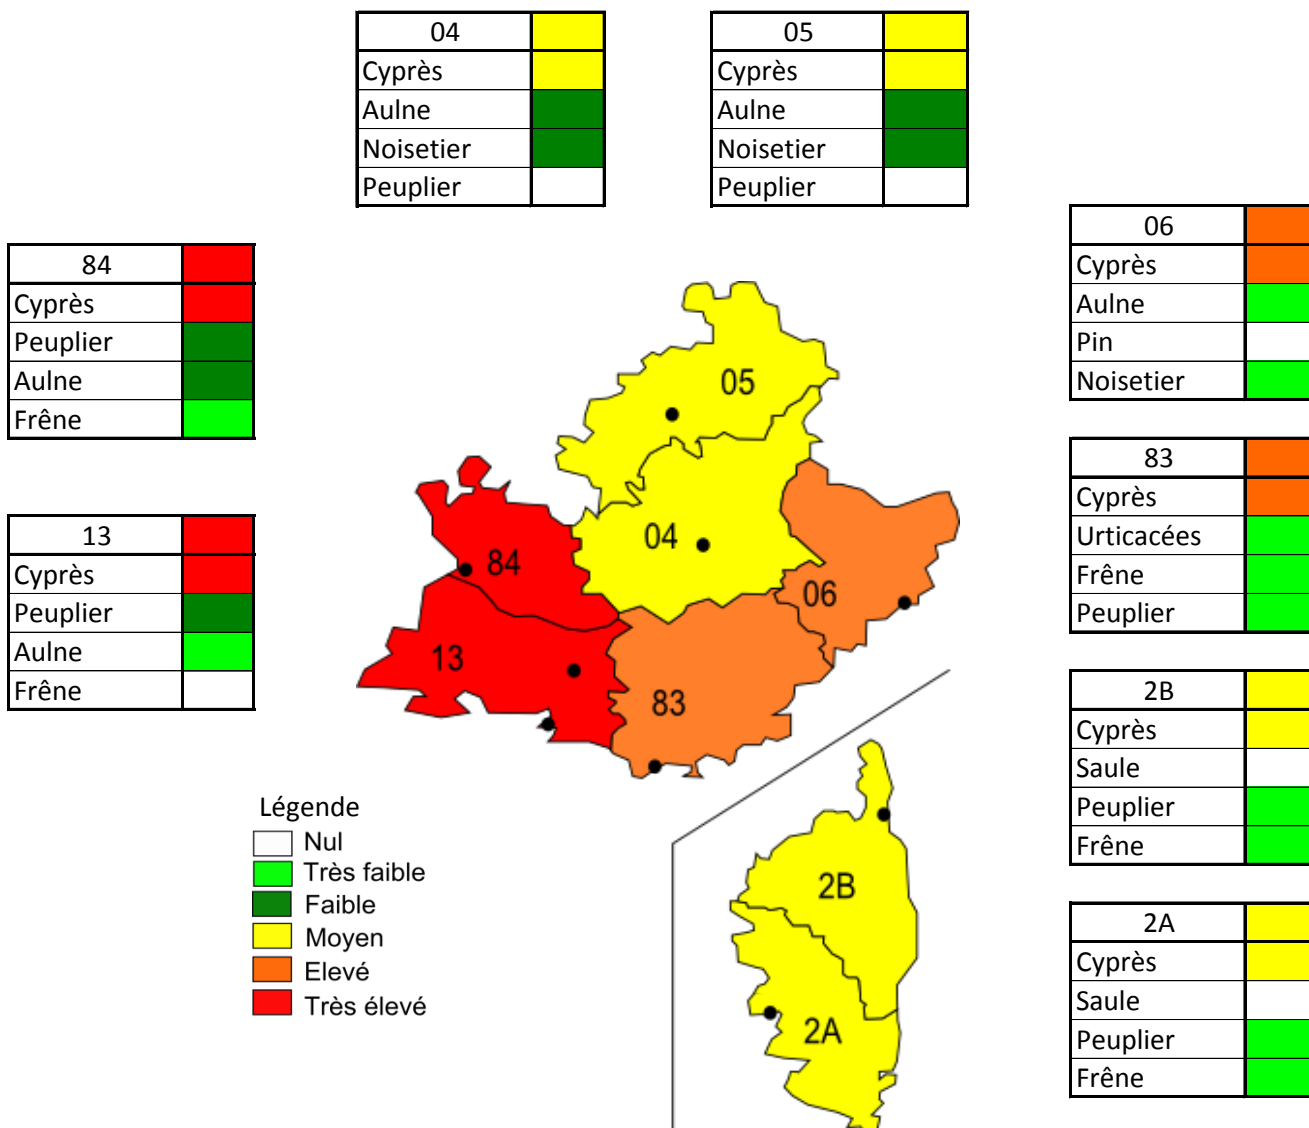 04
Cyprès
Aulne
Noisetier
Peuplier
05
Cyprès
Aulne
Noisetier
Peuplier
84
Cyprès
Peuplier
Aulne
Frêne
13
Cyprès
Peuplier
Aulne
Frêne
06
Cyprès
Aulne
Pin
Noisetier
83
Cyprès
Urticacées
Frêne
Peuplier
2B
Cyprès
Saule
Peuplier
Frêne
2A
Cyprès
Saule
Peuplier
Frêne
05
04
84
06
13
83
2B
2A
Légende
Nul
Très faible
Faible
Moyen
Elevé
Très élevé